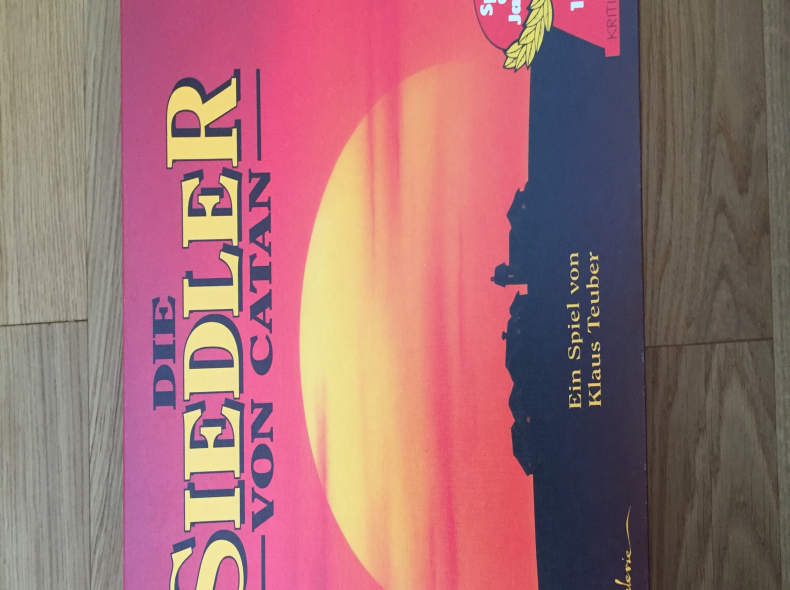 DIE
SIEDLER
VON CATAN
Ein Spiel von
Klaus Teuber